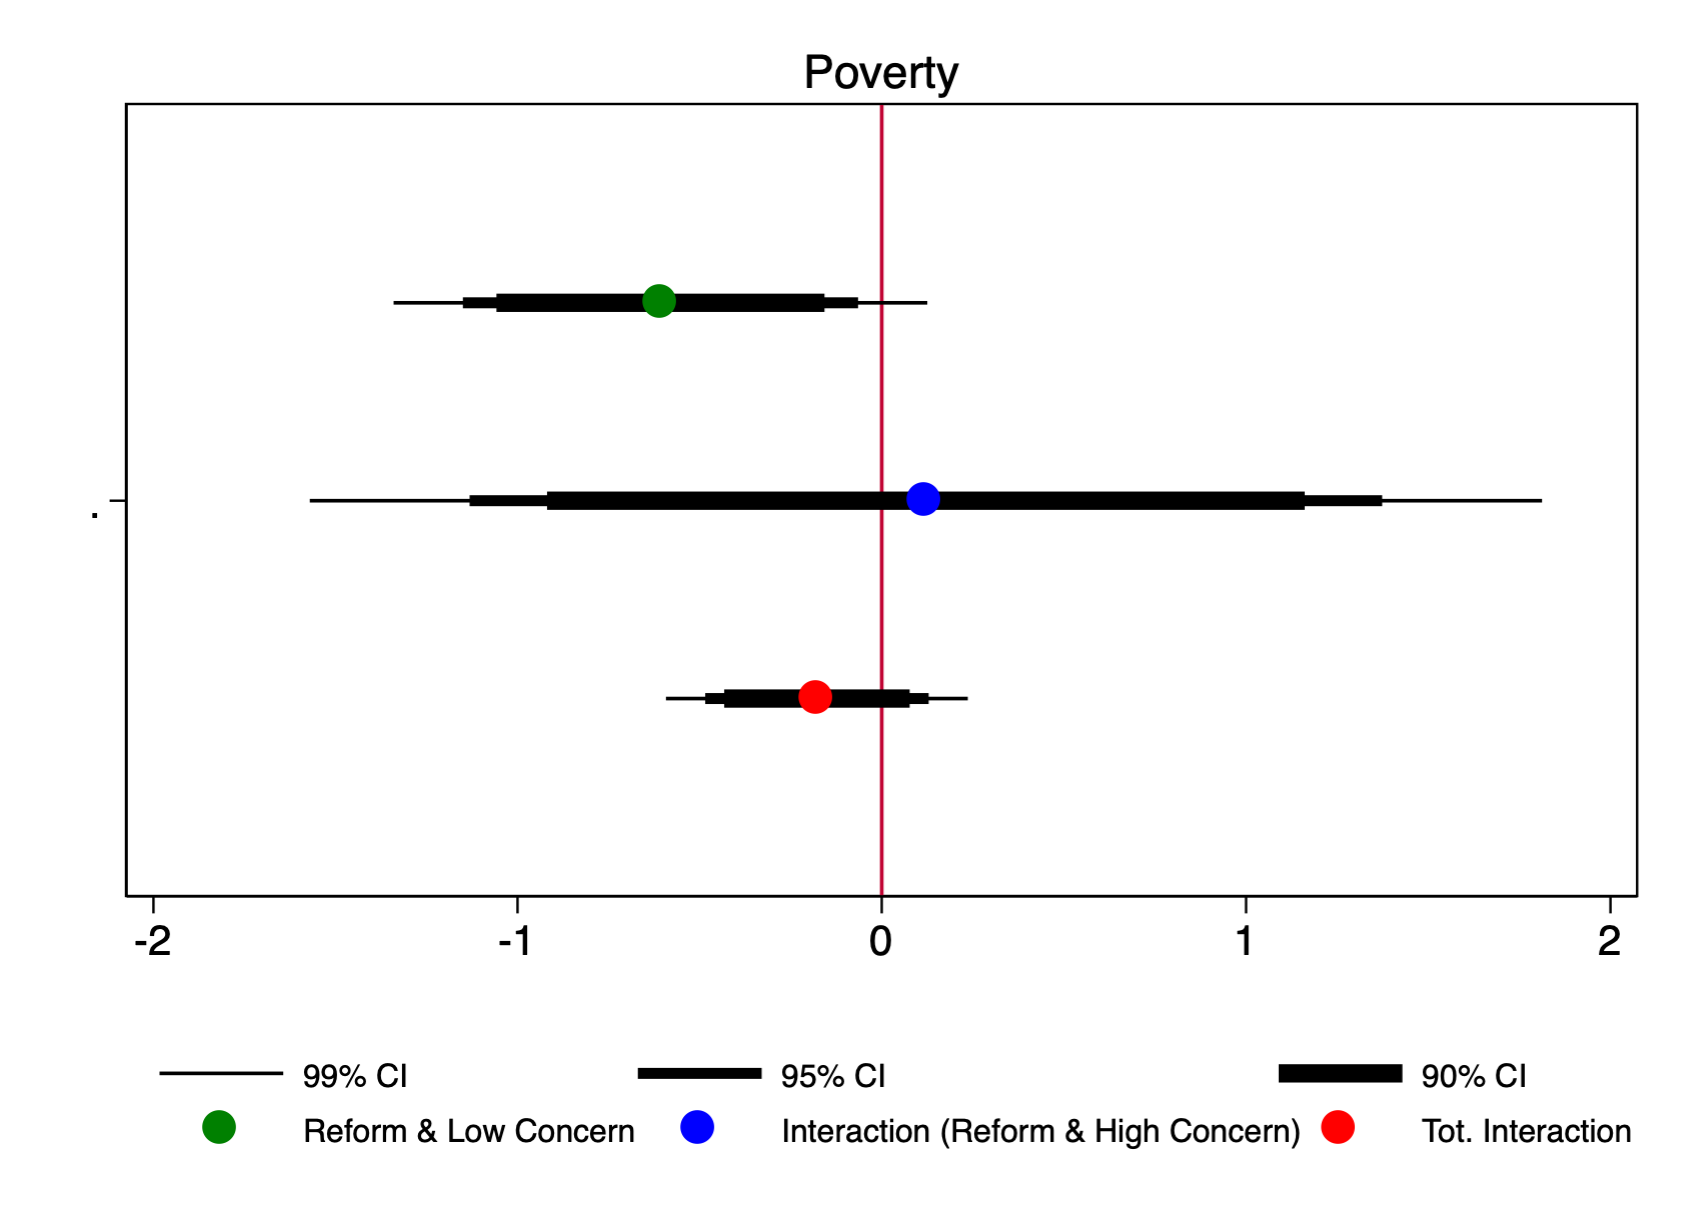 Poverty
.
-2 -1 0 1 2
99% CI 95% CI 90% CI
Reform & Low Concern Interaction (Reform & High Concern) Tot. Interaction